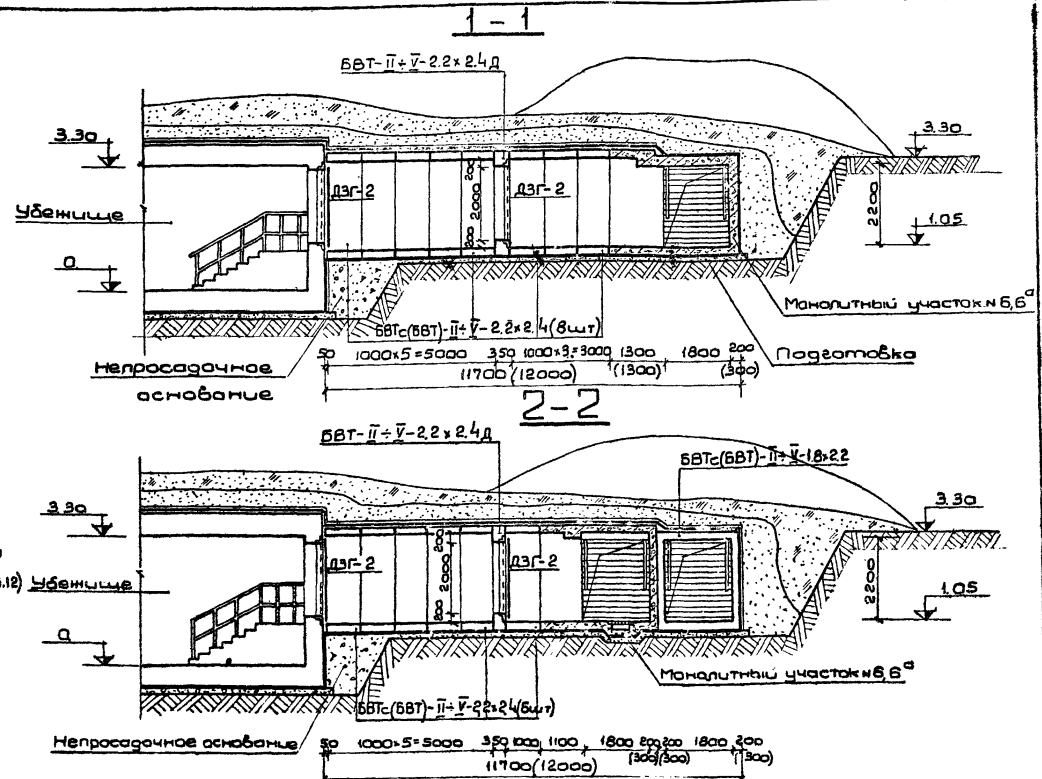 1-1
БВТ-II÷V-2.2×2.4Д
3.30
3.30
ДЗГ-2
ДЗГ-2
200
2000
200
2200
Убежище
1.05
0
Монолитный участок №6,6ª
БВТс(БВТ)-II÷V-2.2×2.4(8шт)
50 1000×5=5000 350 1000×3=3000 1300 1800 200
(1300) (300)
Подготовка
Непросадочное
основание
11700(12000)
2-2
БВТ-II÷V-2.2×2.4Д
БВТс(БВТ)-II÷V-1.8×2.2
3.30
3.30
ДЗГ-2
ДЗГ-2
200
2000
200
2200
Убежище
1.05
0
Монолитный участок №6,6ª
БВТс(БВТ)-II÷V-2.2×2.4(6шт)
Непросадочное основание
50 1000×5=5000 350 1000 1100 1800 200 200 1800 200
(300)(300) (300)
11700(12000)